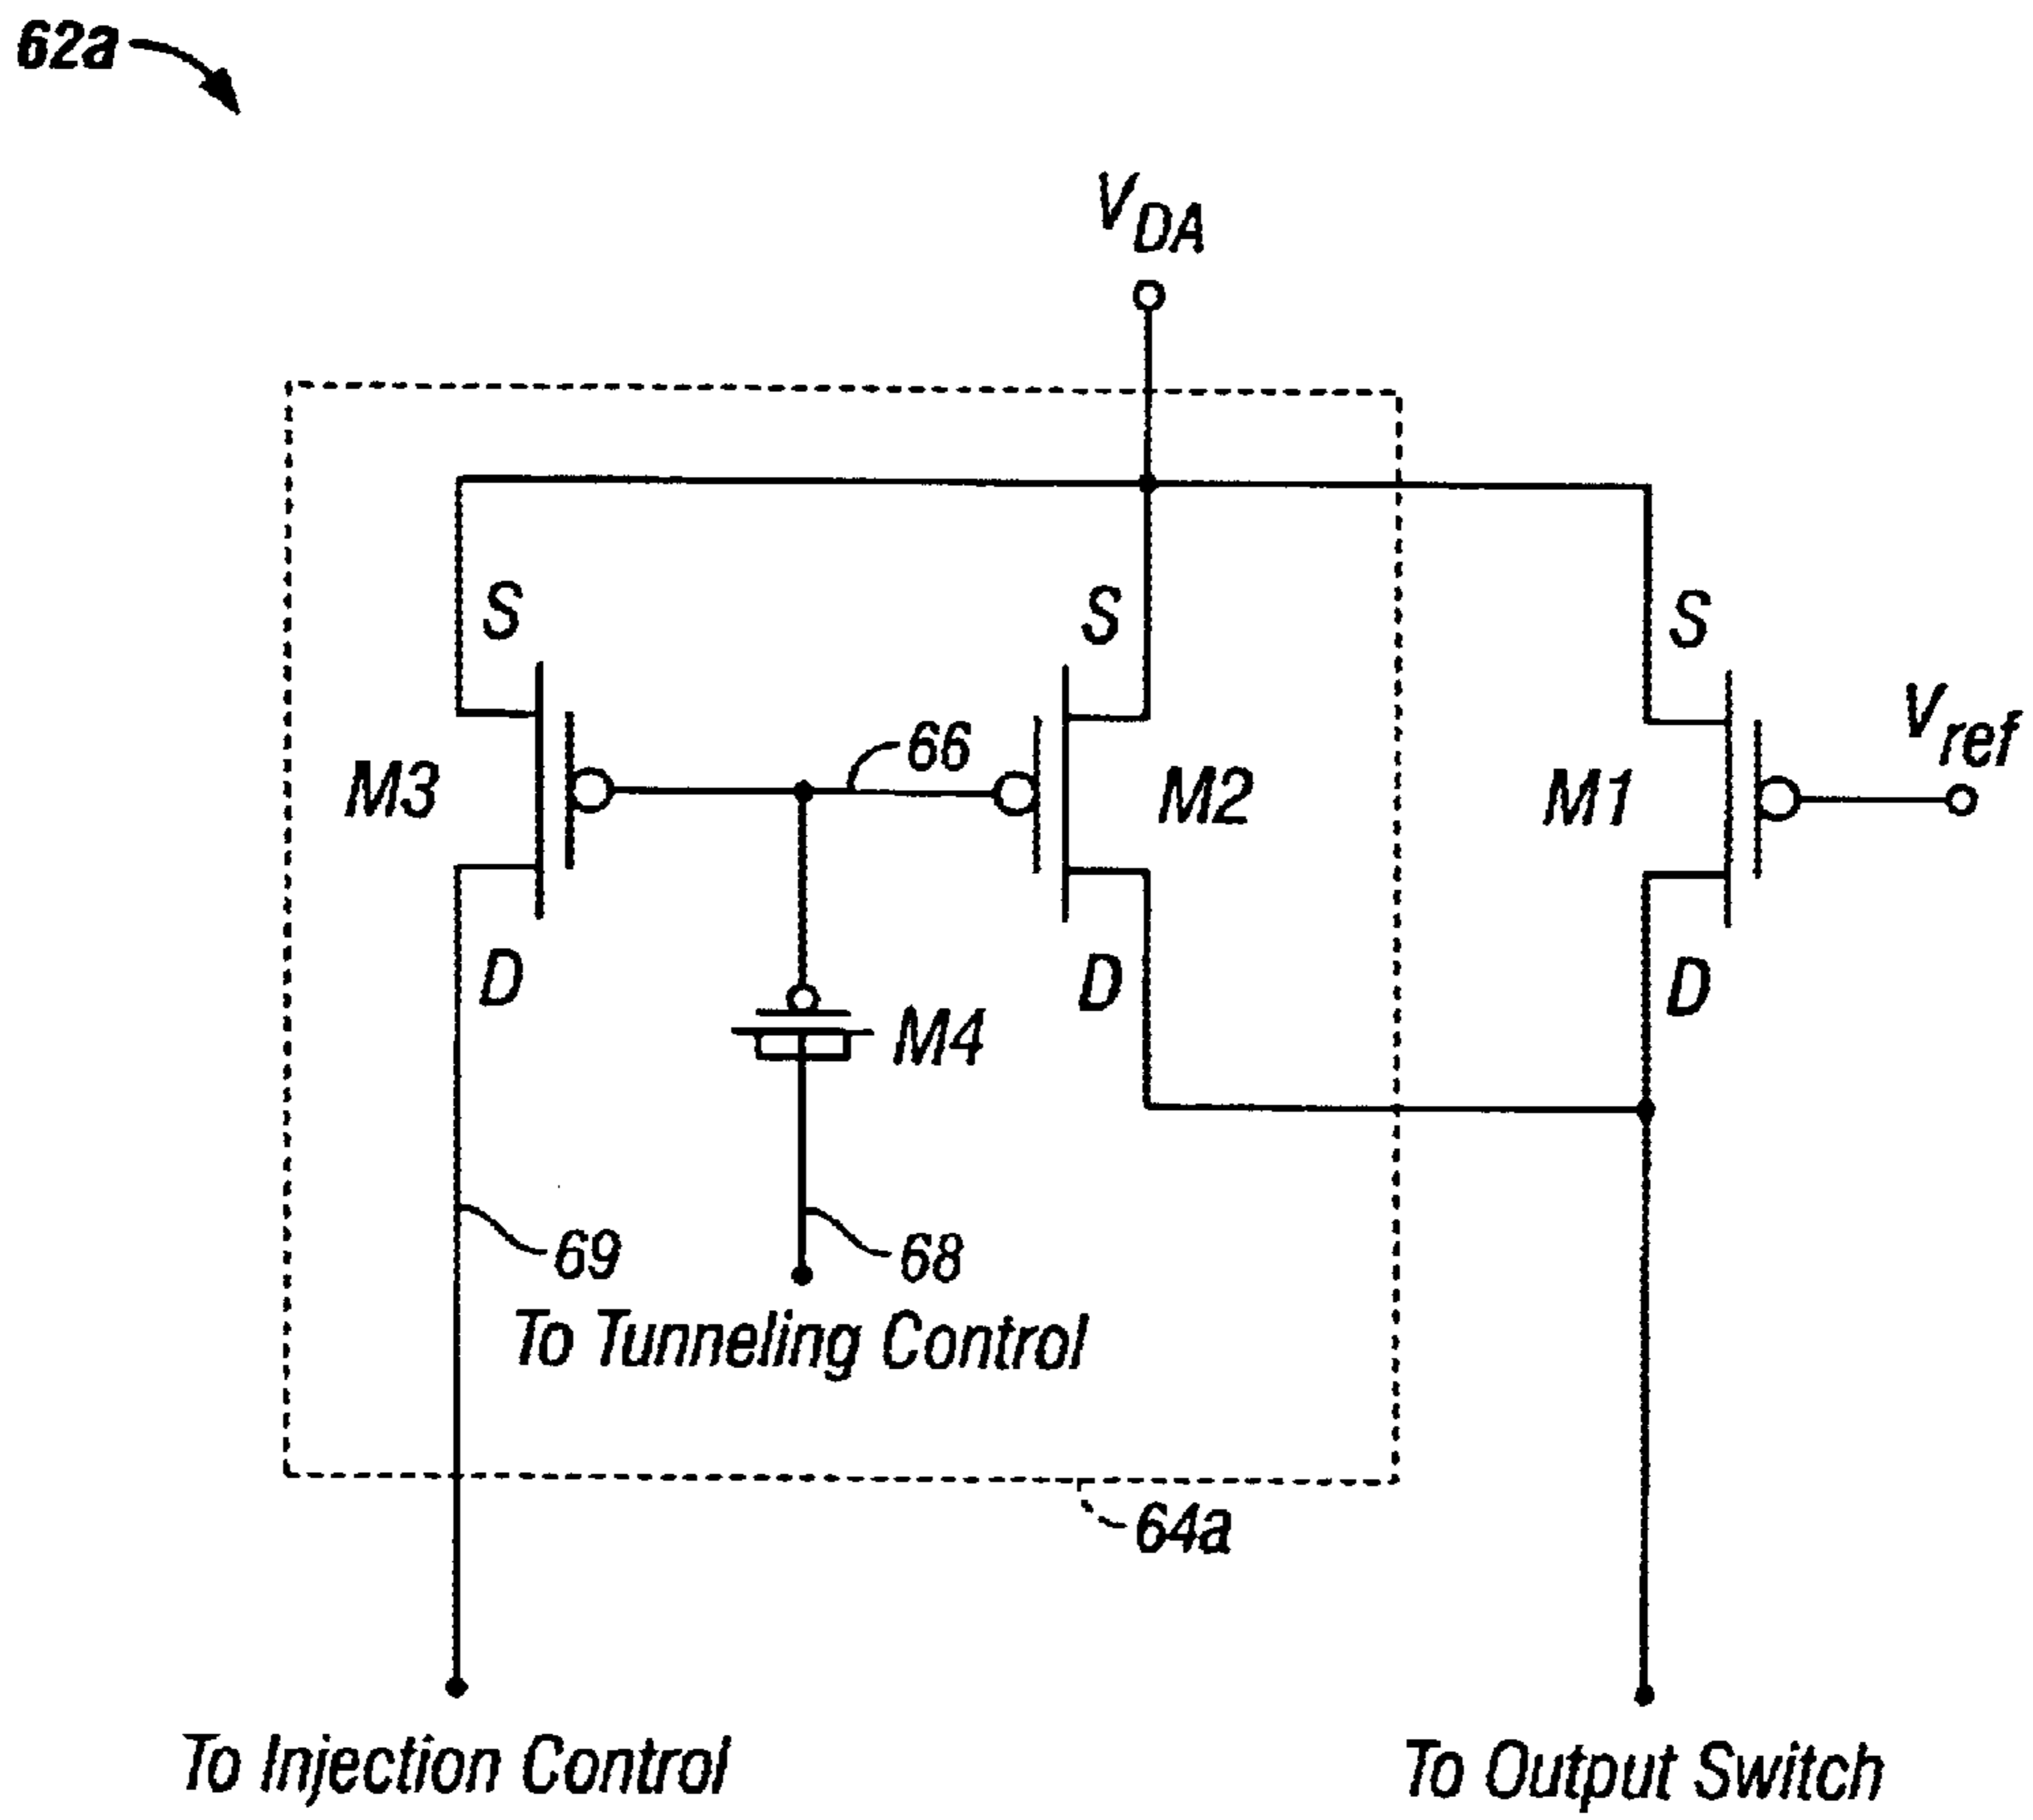 62a
VDA
S
S
S
66
Vref
M3
M2
M1
D
D
D
M4
69
68
To Tunneling Control
64a
To Injection Control
To Output Switch